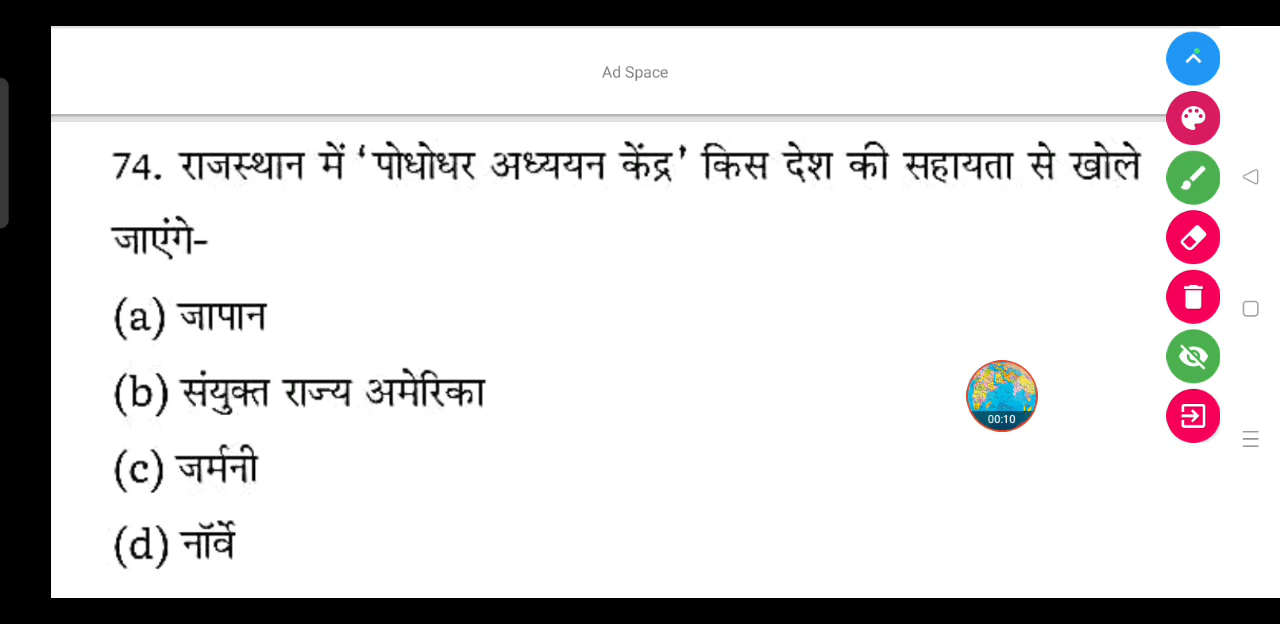 Ad Space
74. राजस्थान में ‘पोधोधर अध्ययन केंद्र’ किस देश की सहायता से खोले
जाएंगे-
(a) जापान
(b) संयुक्त राज्य अमेरिका
(c) जर्मनी
(d) नॉर्वे
00:10